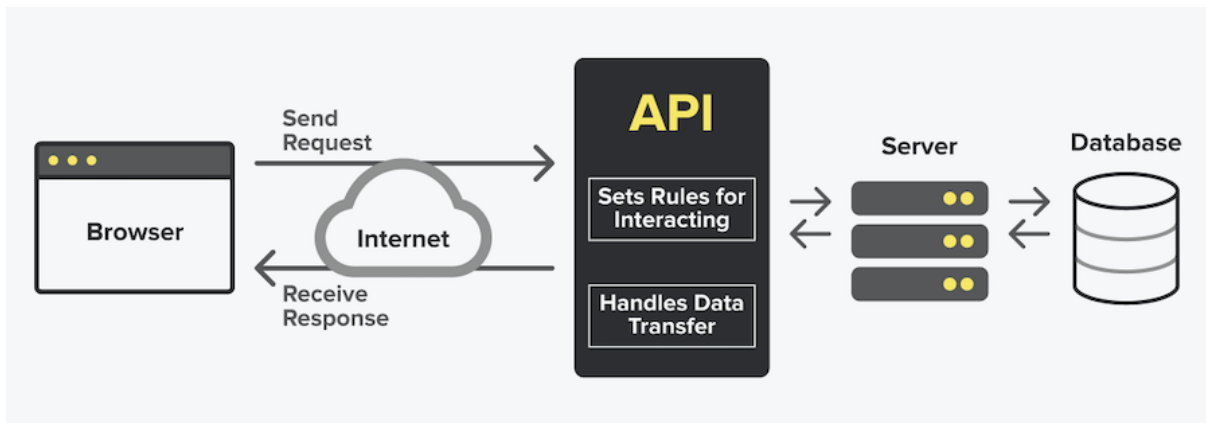 Send
Request
Browser
Internet
Receive
Response
API
Sets Rules for
Interacting
Handles Data
Transfer
Server
Database